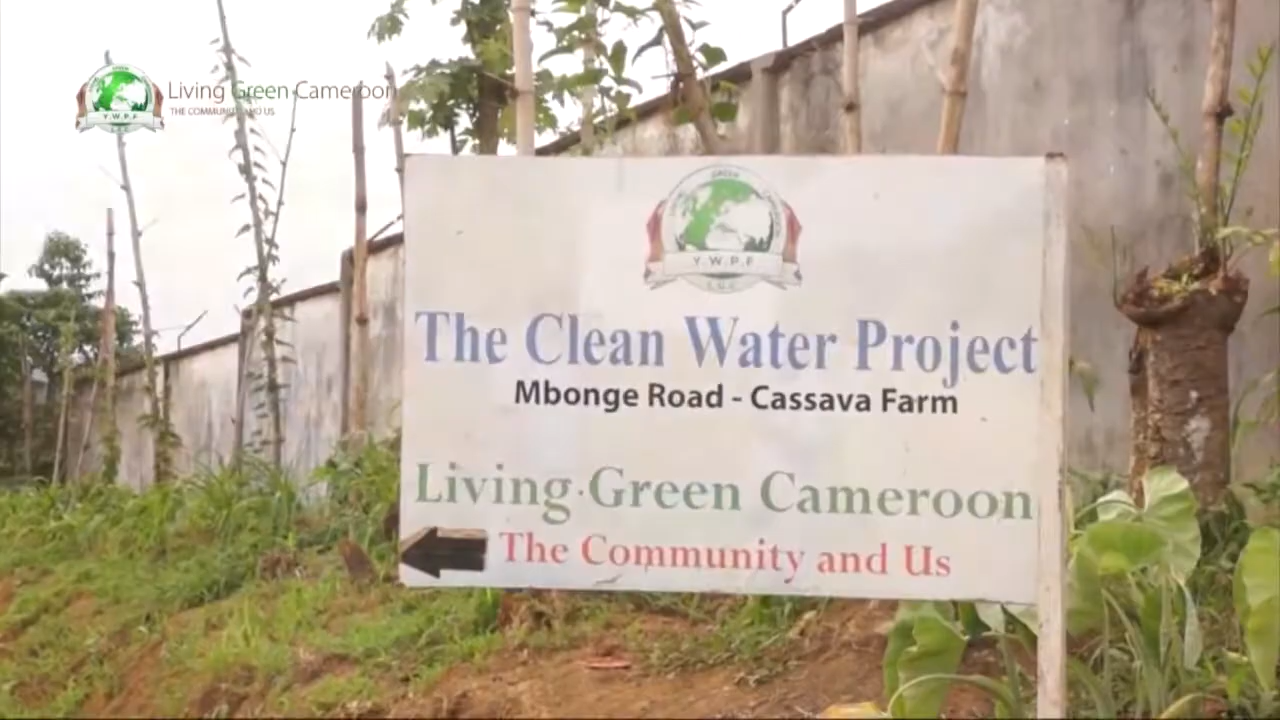 Living Green Cameroon
THE COMMUNITY AND US
Y.W.P.F
GREEN
Y.W.P.F
The Clean Water Project
Mbonge Road - Cassava Farm
Living Green Cameroon
The Community and Us